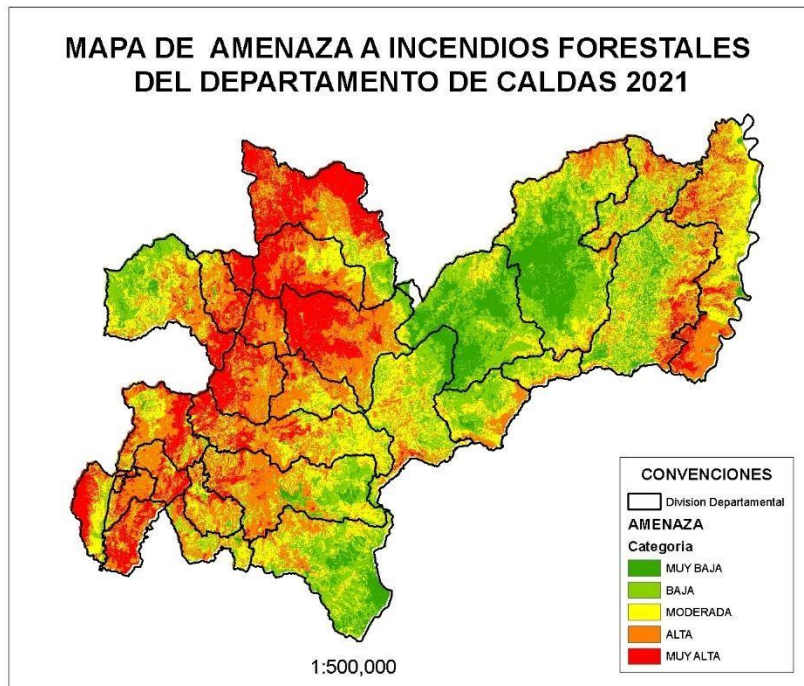 MAPA DE AMENAZA A INCENDIOS FORESTALES
DEL DEPARTAMENTO DE CALDAS 2021
CONVENCIONES
Division Departamental
AMENAZA
Categoria
MUY BAJA
BAJA
MODERADA
ALTA
MUY ALTA
1:500,000